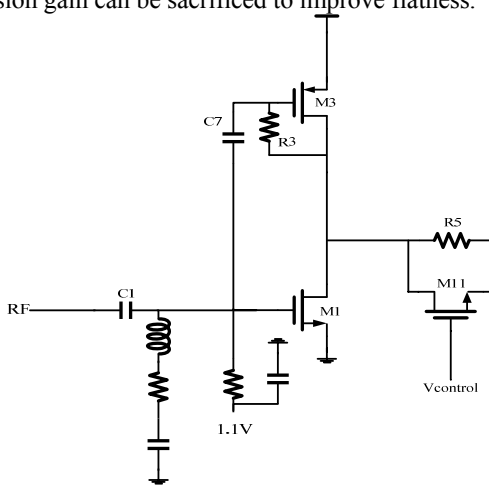 sion gain can be sacrificed to improve flatness.
M3
C7
R3
R5
C1
M11
RF
M1
Vcontrol
1.1V